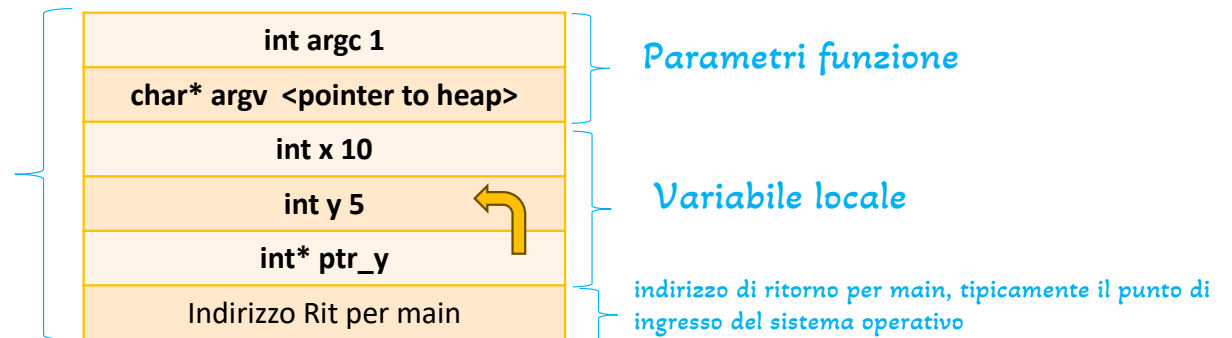 int argc 1
Parametri funzione
char* argv <pointer to heap>
int x 10
int y 5
Variabile locale
int* ptr_y
Indirizzo Rit per main
indirizzo di ritorno per main, tipicamente il punto di
ingresso del sistema operativo